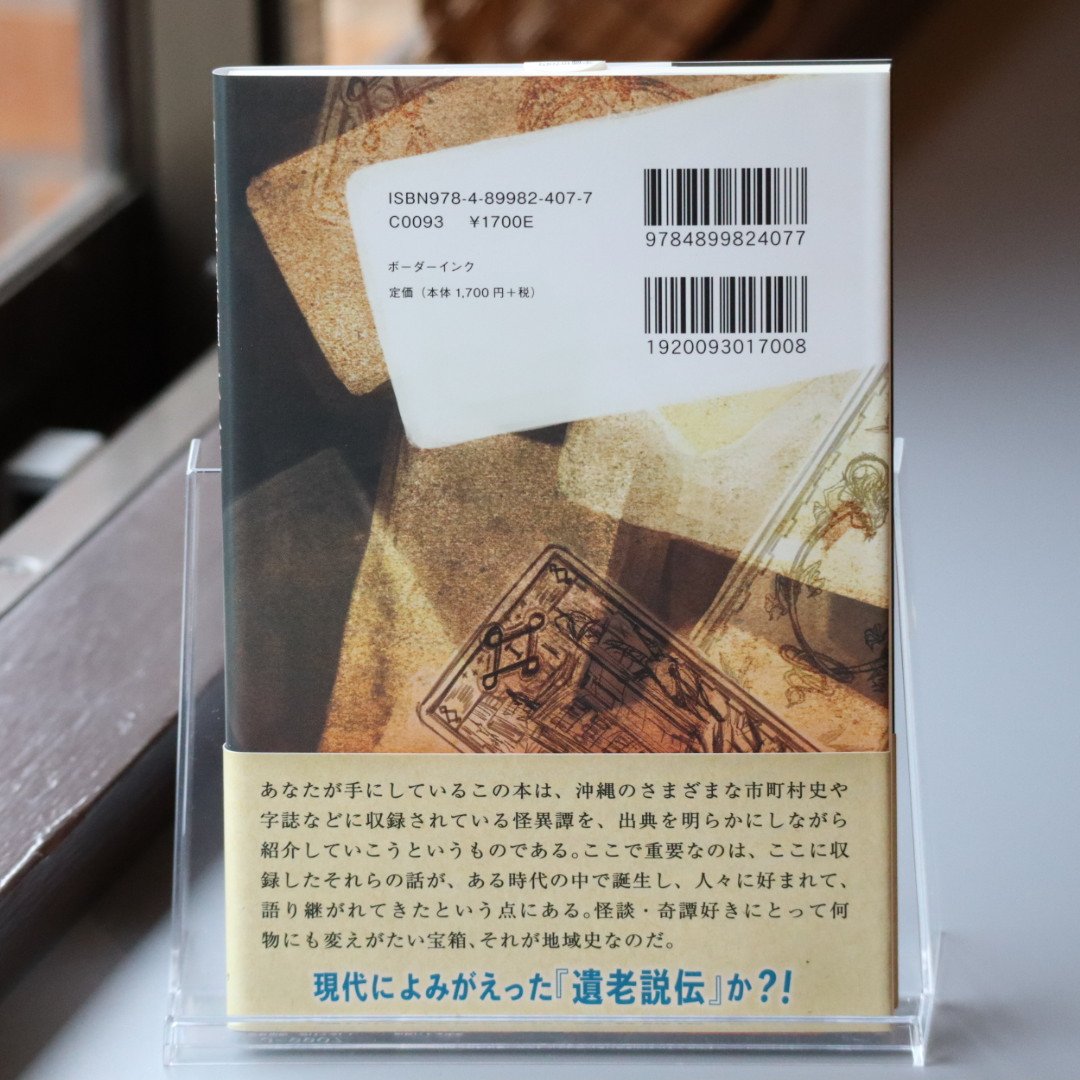 ISBN978-4-89982-407-7
C0093 ¥1700E
ボーダーインク
定価（本体 1,700 円＋税）
9784899824077
1920093017008
あなたが手にしているこの本は、沖縄のさまざまな市町村史や
字誌などに収録されている怪異譚を、出典を明らかにしながら
紹介していこうというものである。ここで重要なのは、ここに収
録したそれらの話が、ある時代の中で誕生し、人々に好まれて、
語り継がれてきたという点にある。怪談・奇譚好きにとって何
物にも変えがたい宝箱、それが地域史なのだ。
現代によみがえった『遺老説伝』か？！